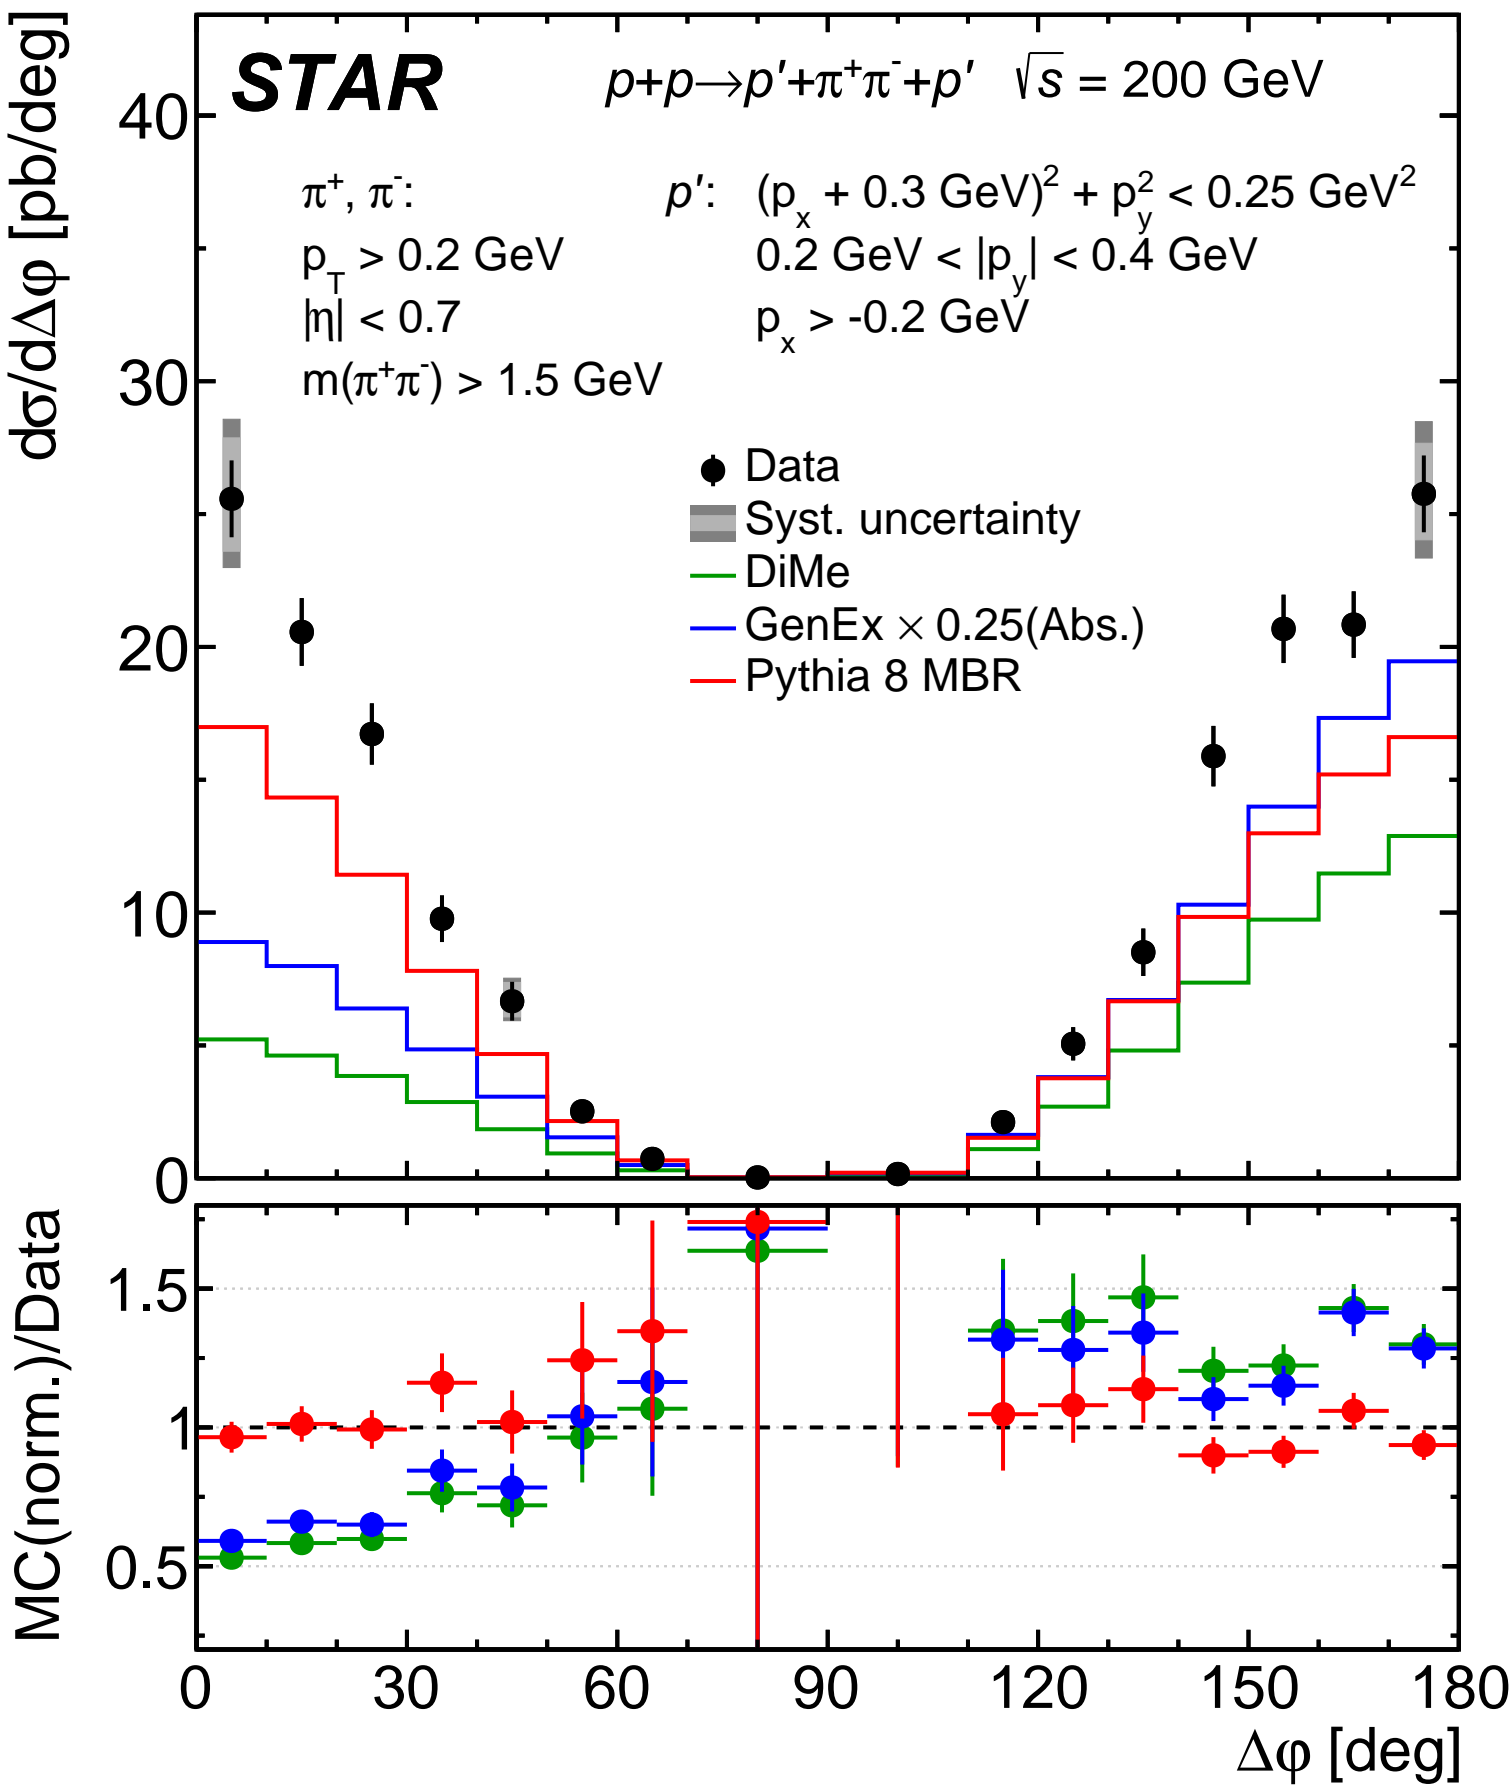 STAR p+p→p′+π⁺π⁻+p′ √s = 200 GeV
π⁺, π⁻: p′: (pₓ + 0.3 GeV)² + p_y² < 0.25 GeV²
p_T > 0.2 GeV 0.2 GeV < |p_y| < 0.4 GeV
|η| < 0.7 pₓ > -0.2 GeV
m(π⁺π⁻) > 1.5 GeV
Data
Syst. uncertainty
DiMe
GenEx × 0.25(Abs.)
Pythia 8 MBR
dσ/dΔφ [pb/deg]
40
30
20
10
0
MC(norm.)/Data
1.5
1
0.5
0 30 60 90 120 150 180
Δφ [deg]